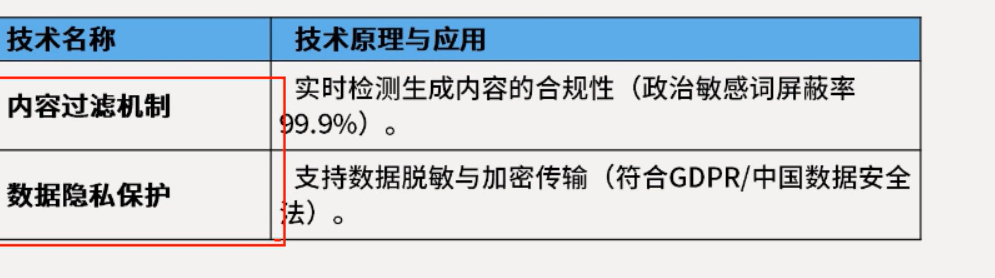 技术名称
技术原理与应用
内容过滤机制
实时检测生成内容的合规性（政治敏感词屏蔽率
99.9%）。
数据隐私保护
支持数据脱敏与加密传输（符合GDPR/中国数据安全
法）。